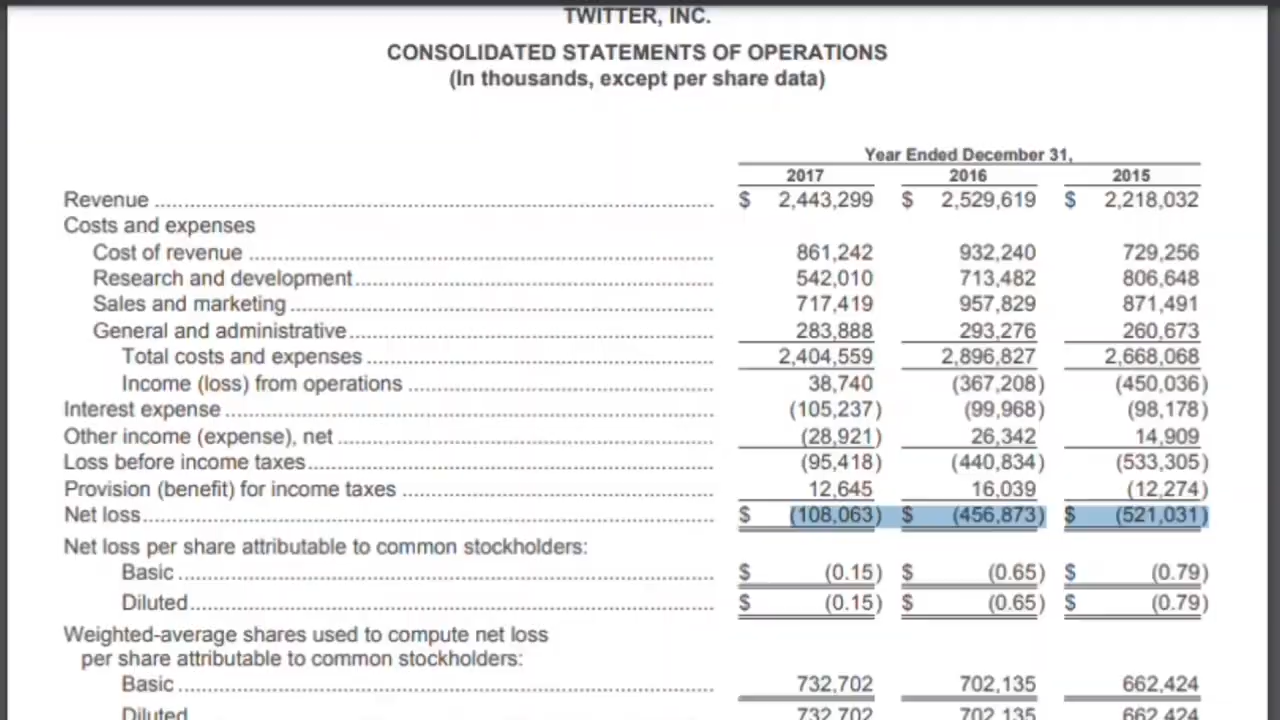 TWITTER, INC.
CONSOLIDATED STATEMENTS OF OPERATIONS
(In thousands, except per share data)
Year Ended December 31,
2017 2016 2015
Revenue $ 2,443,299 $ 2,529,619 $ 2,218,032
Costs and expenses
Cost of revenue 861,242 932,240 729,256
Research and development 542,010 713,482 806,648
Sales and marketing 717,419 957,829 871,491
General and administrative 283,888 293,276 260,673
Total costs and expenses 2,404,559 2,896,827 2,668,068
Income (loss) from operations 38,740 (367,208) (450,036)
Interest expense (105,237) (99,968) (98,178)
Other income (expense), net (28,921) 26,342 14,909
Loss before income taxes (95,418) (440,834) (533,305)
Provision (benefit) for income taxes 12,645 16,039 (12,274)
Net loss $ (108,063) $ (456,873) $ (521,031)
Net loss per share attributable to common stockholders:
Basic $ (0.15) $ (0.65) $ (0.79)
Diluted $ (0.15) $ (0.65) $ (0.79)
Weighted-average shares used to compute net loss
per share attributable to common stockholders:
Basic 732,702 702,135 662,424
Diluted 732,702 702,135 662,424